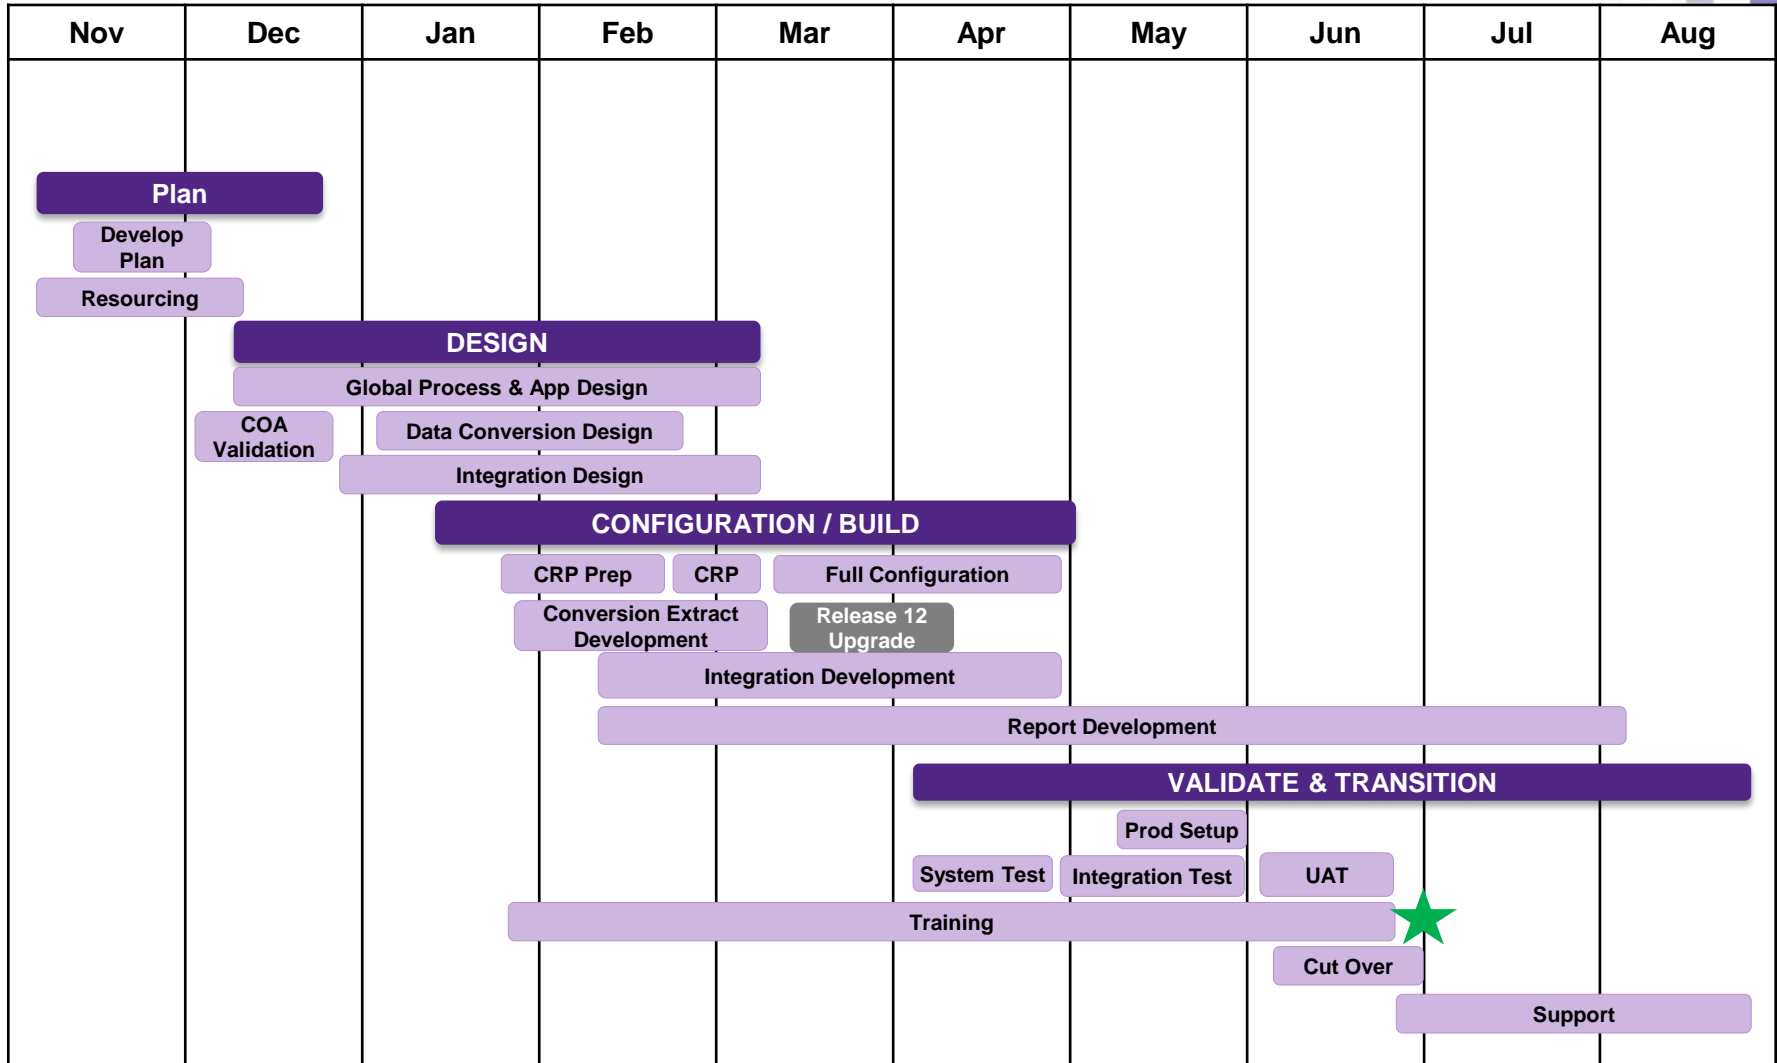 Nov Dec Jan Feb Mar Apr May Jun Jul Aug
Plan
Develop
Plan
Resourcing
DESIGN
Global Process & App Design
COA
Validation
Data Conversion Design
Integration Design
CONFIGURATION / BUILD
CRP Prep
CRP
Full Configuration
Conversion Extract
Development
Release 12
Upgrade
Integration Development
Report Development
VALIDATE & TRANSITION
Prod Setup
System Test
Integration Test
UAT
Training
Cut Over
Support